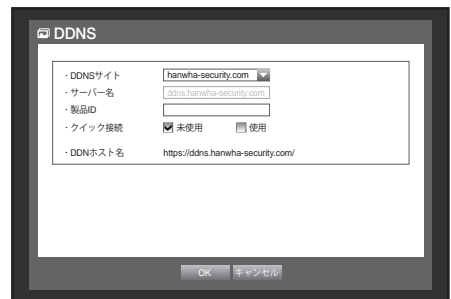 DDNS
・DDNSサイト hanwha-security.com
・サーバー名 ddns.hanwha-security.com
・製品ID
・クイック接続 未使用 使用
・DDNホスト名 https://ddns.hanwha-security.com/
OK キャンセル